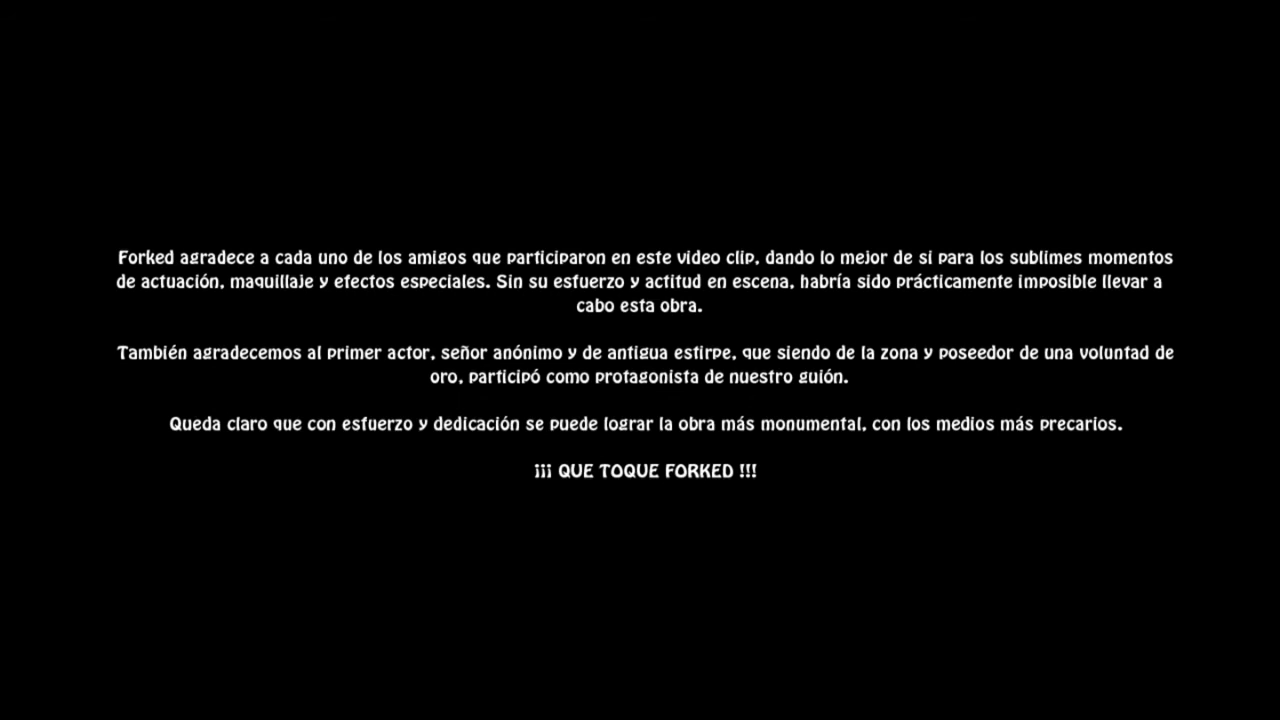 Forked agradece a cada uno de los amigos que participaron en este video clip, dando lo mejor de si para los sublimes momentos
de actuación, maquillaje y efectos especiales. Sin su esfuerzo y actitud en escena, habría sido prácticamente imposible llevar a
cabo esta obra.
También agradecemos al primer actor, señor anónimo y de antigua estirpe, que siendo de la zona y poseedor de una voluntad de
oro, participó como protagonista de nuestro guión.
Queda claro que con esfuerzo y dedicación se puede lograr la obra más monumental, con los medios más precarios.
¡¡¡ QUE TOQUE FORKED !!!